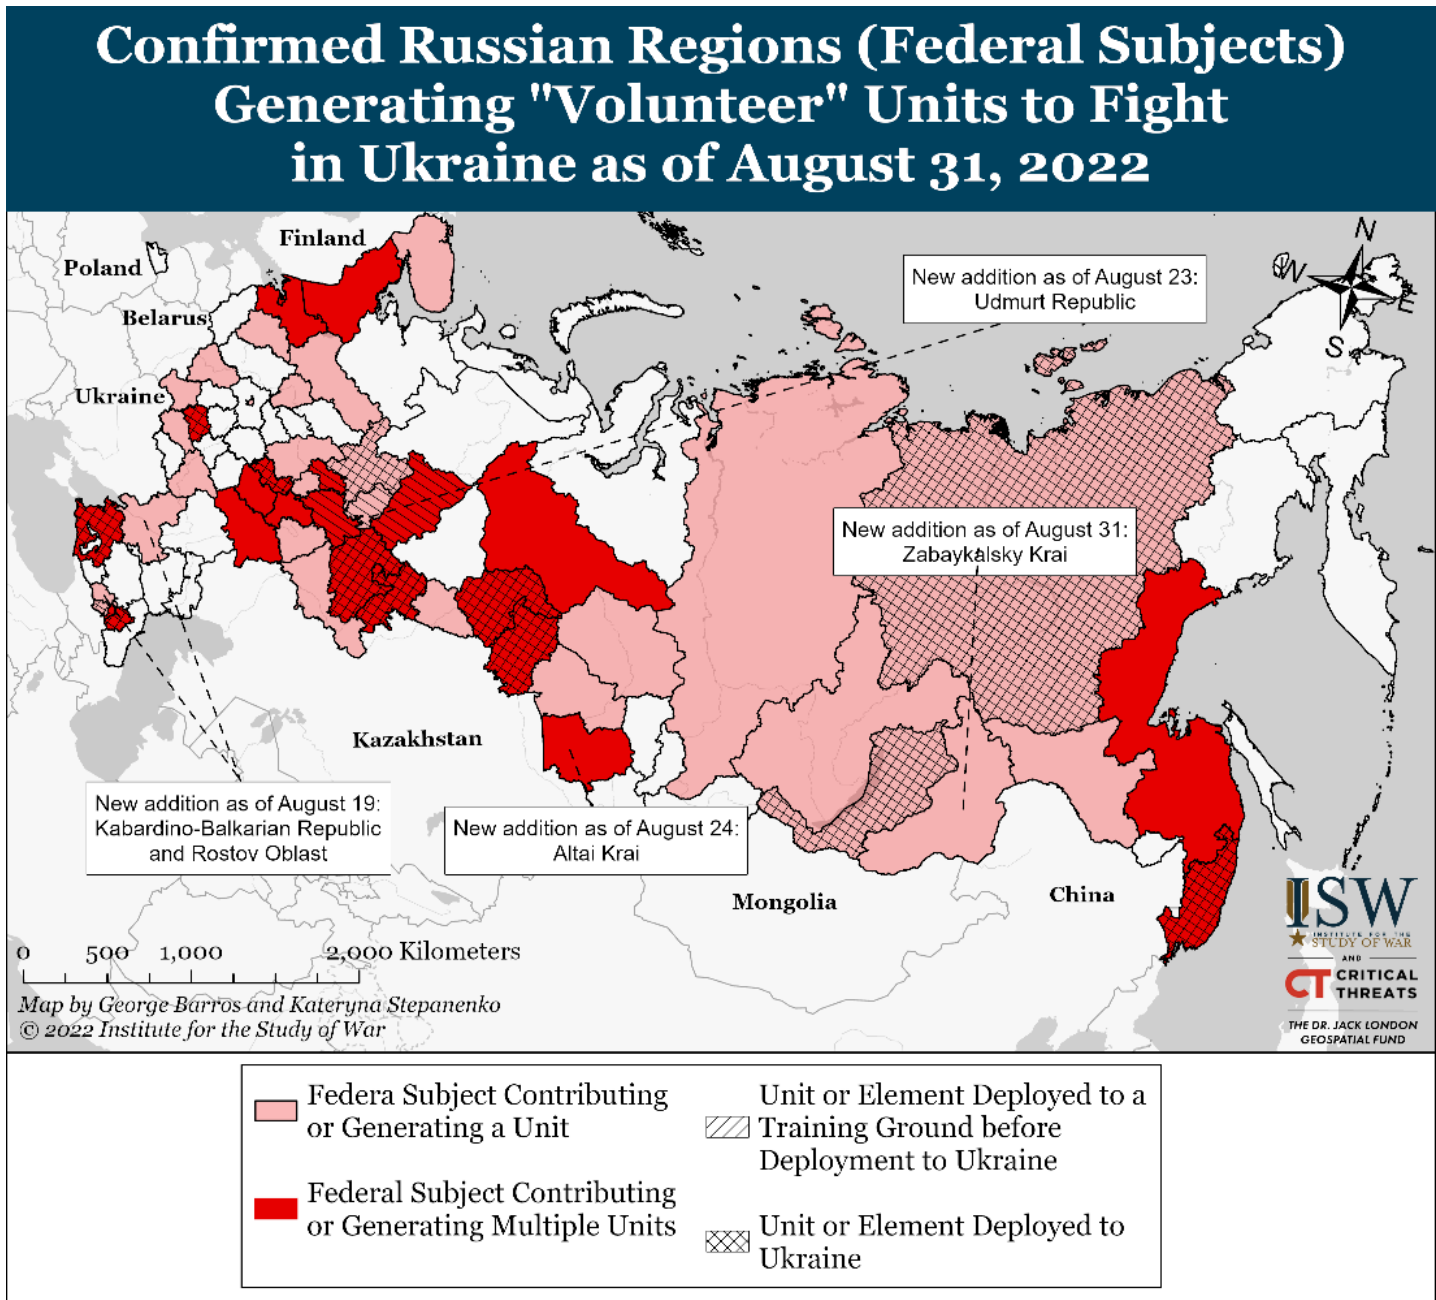 Confirmed Russian Regions (Federal Subjects)
Generating "Volunteer" Units to Fight
in Ukraine as of August 31, 2022
Finland
Poland
Belarus
Ukraine
Kazakhstan
Mongolia
China
N
W
E
S
New addition as of August 23:
Udmurt Republic
New addition as of August 31:
Zabaykalsky Krai
New addition as of August 19:
Kabardino-Balkarian Republic
and Rostov Oblast
New addition as of August 24:
Altai Krai
0 500 1,000 2,000 Kilometers
Map by George Barros and Kateryna Stepanenko
© 2022 Institute for the Study of War
ISW
INSTITUTE FOR THE
STUDY OF WAR
AND
CT CRITICAL
THREATS
THE DR. JACK LONDON
GEOSPATIAL FUND
Federa Subject Contributing
or Generating a Unit
Federal Subject Contributing
or Generating Multiple Units
Unit or Element Deployed to a
Training Ground before
Deployment to Ukraine
Unit or Element Deployed to
Ukraine